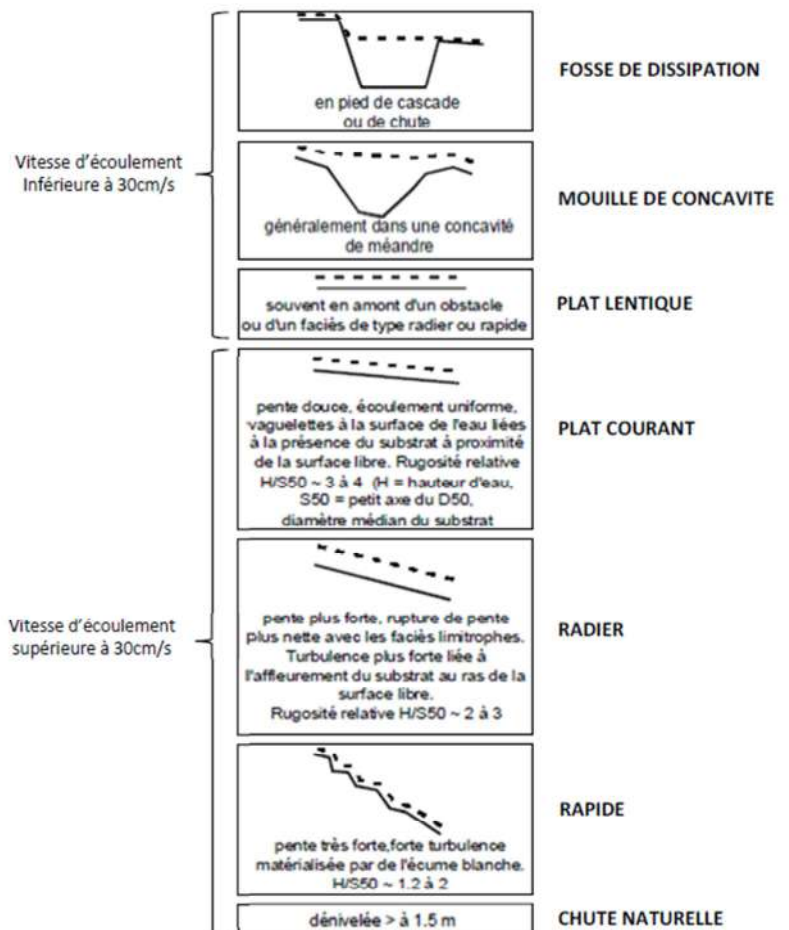 en pied de cascade
ou de chute
FOSSE DE DISSIPATION
Vitesse d'écoulement
Inférieure à 30cm/s
généralement dans une concavité
de méandre
MOUILLE DE CONCAVITE
souvent en amont d'un obstacle
ou d'un faciès de type radier ou rapide
PLAT LENTIQUE
pente douce, écoulement uniforme,
vaguelettes à la surface de l'eau liées
à la présence du substrat à proximité
de la surface libre. Rugosité relative
H/S50 ~ 3 à 4 (H = hauteur d'eau,
S50 = petit axe du D50,
diamètre médian du substrat
PLAT COURANT
Vitesse d'écoulement
supérieure à 30cm/s
pente plus forte, rupture de pente
plus nette avec les faciès limitrophes.
Turbulence plus forte liée à
l'affleurement du substrat au ras de la
surface libre.
Rugosité relative H/S50 ~ 2 à 3
RADIER
pente très forte,forte turbulence
matérialisée par de l'écume blanche.
H/S50 ~ 1.2 à 2
RAPIDE
dénivelée > à 1.5 m
CHUTE NATURELLE